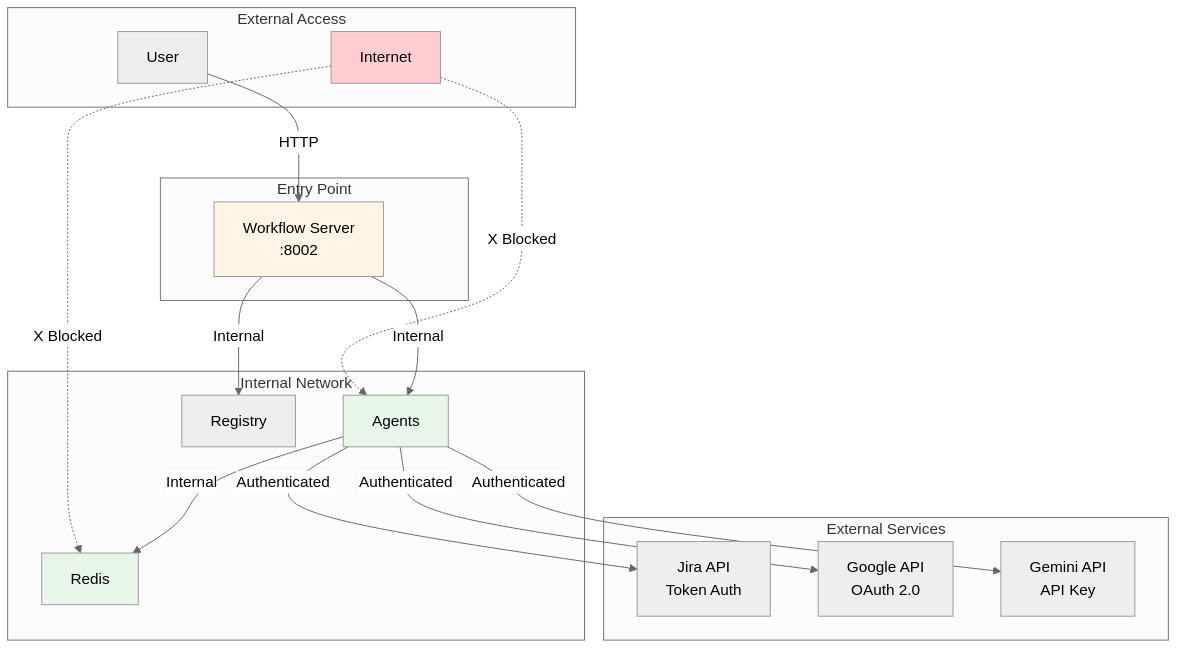 External Access
User
Internet
HTTP
Entry Point
Workflow Server
:8002
X Blocked
X Blocked
Internal
Internal
Internal Network
Registry
Agents
Internal
Authenticated
Authenticated
Authenticated
External Services
Redis
Jira API
Token Auth
Google API
OAuth 2.0
Gemini API
API Key